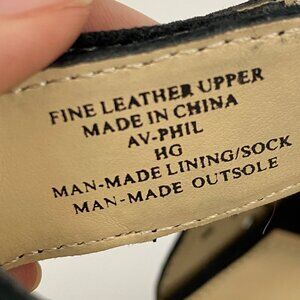 FINE LEATHER UPPER
MADE IN CHINA
AV-PHIL
HG
MAN-MADE LINING/SOCK
MAN-MADE OUTSOLE